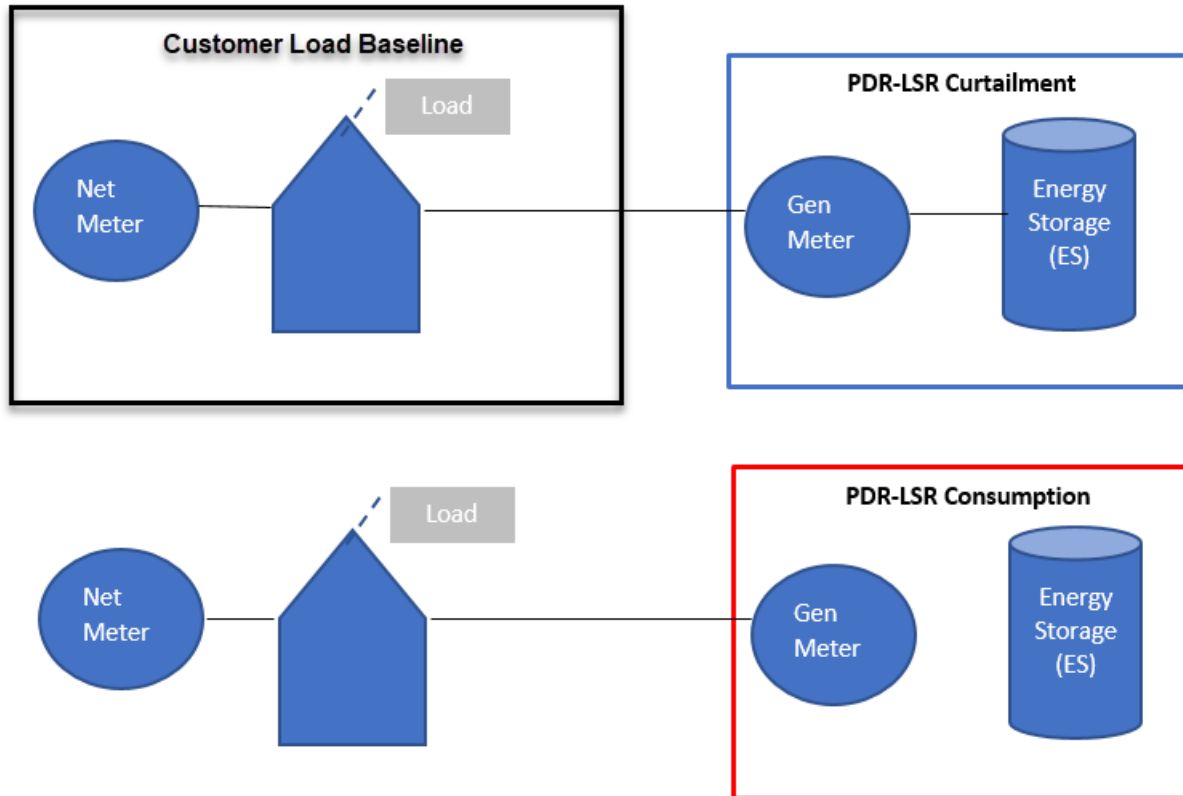 Customer Load Baseline
Load
Net
Meter
PDR-LSR Curtailment
Gen
Meter
Energy
Storage
(ES)
Load
Net
Meter
PDR-LSR Consumption
Gen
Meter
Energy
Storage
(ES)